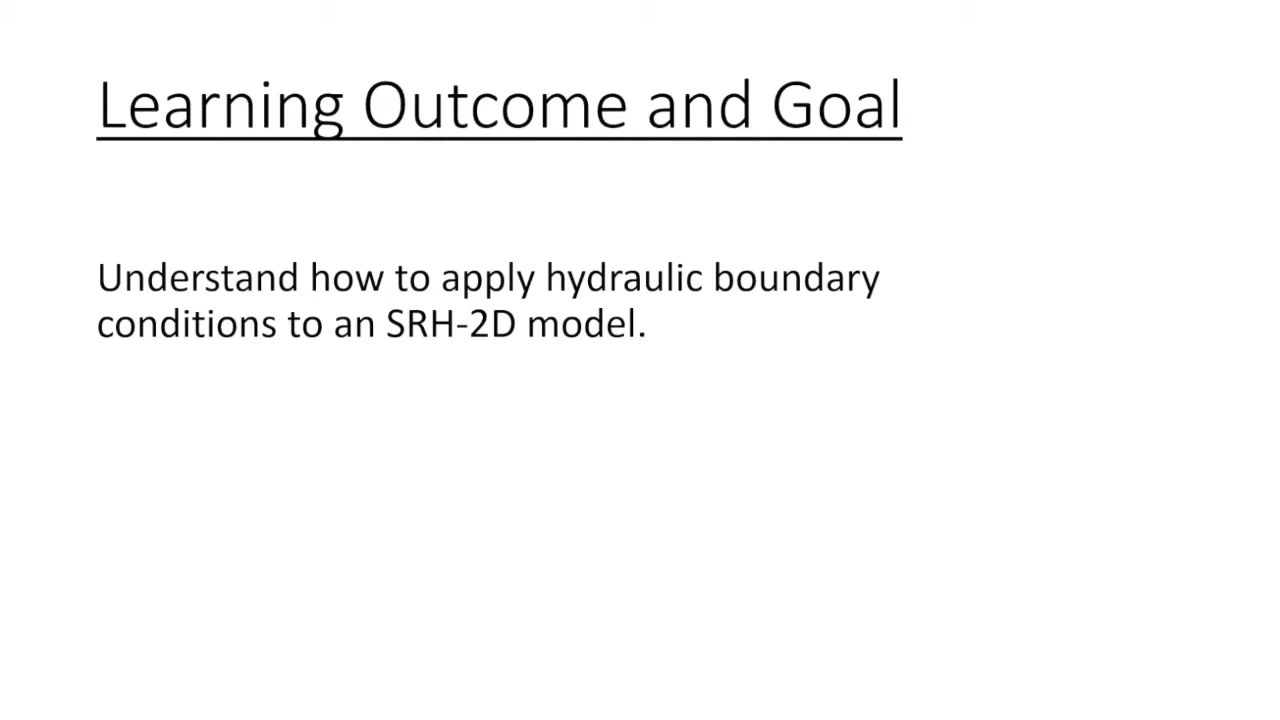 Learning Outcome and Goal
Understand how to apply hydraulic boundary
conditions to an SRH-2D model.